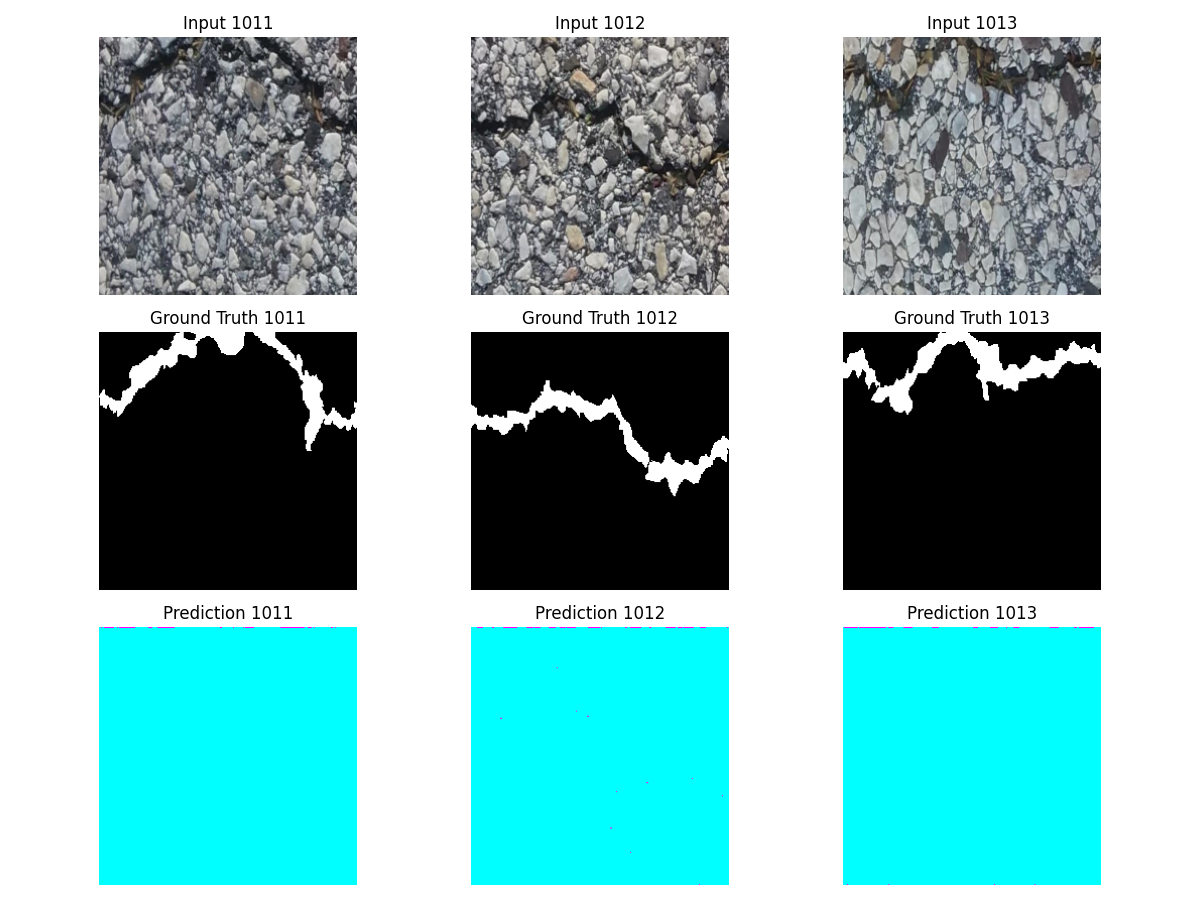 Input 1011
Input 1012
Input 1013
Ground Truth 1011
Ground Truth 1012
Ground Truth 1013
Prediction 1011
Prediction 1012
Prediction 1013